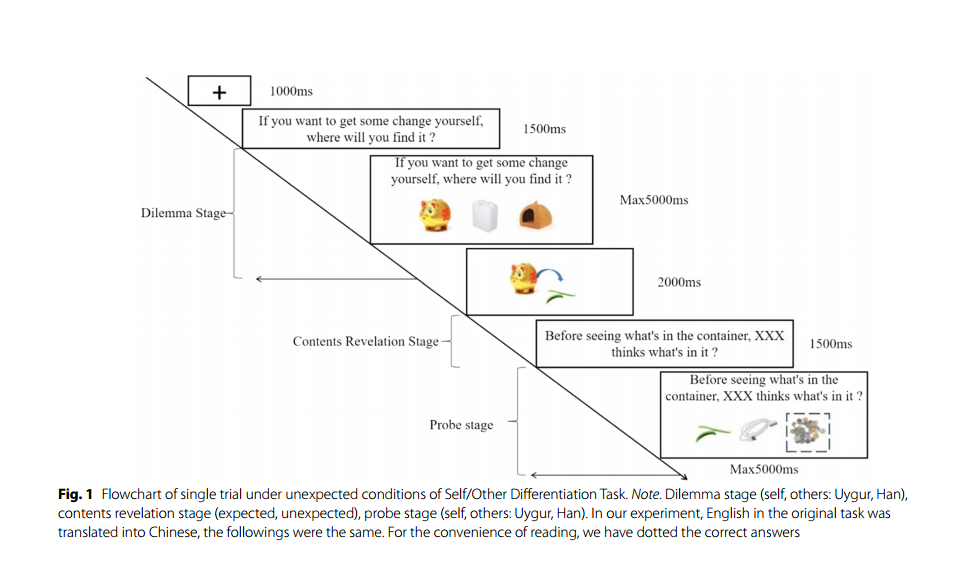 +
1000ms
If you want to get some change yourself,
where will you find it ?
1500ms
If you want to get some change
yourself, where will you find it ?
Max5000ms
Dilemma Stage
2000ms
Contents Revelation Stage
Before seeing what's in the container, XXX
thinks what's in it ?
1500ms
Before seeing what's in the
container, XXX thinks what's in it ?
Probe stage
Max5000ms
Fig. 1 Flowchart of single trial under unexpected conditions of Self/Other Differentiation Task. Note. Dilemma stage (self, others: Uygur, Han),
contents revelation stage (expected, unexpected), probe stage (self, others: Uygur, Han). In our experiment, English in the original task was
translated into Chinese, the followings were the same. For the convenience of reading, we have dotted the correct answers